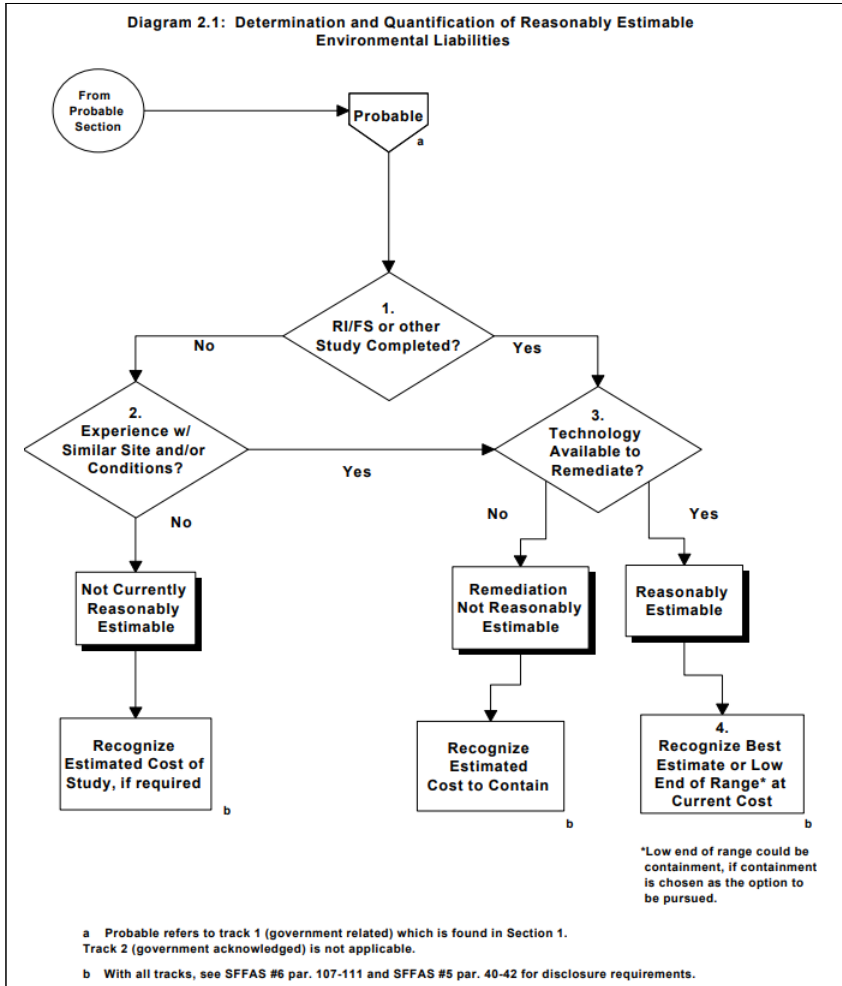 Diagram 2.1: Determination and Quantification of Reasonably Estimable
Environmental Liabilities
From
Probable
Section
Probable
a
1.
RI/FS or other
Study Completed?
No
Yes
2.
Experience w/
Similar Site and/or
Conditions?
Yes
3.
Technology
Available to
Remediate?
No
No
Yes
Not Currently
Reasonably
Estimable
Remediation
Not Reasonably
Estimable
Reasonably
Estimable
Recognize
Estimated Cost of
Study, if required
b
Recognize
Estimated
Cost to Contain
b
4.
Recognize Best
Estimate or Low
End of Range* at
Current Cost
b
*Low end of range could be
containment, if containment
is chosen as the option to
be pursued.
a Probable refers to track 1 (government related) which is found in Section 1.
Track 2 (government acknowledged) is not applicable.
b With all tracks, see SFFAS #6 par. 107-111 and SFFAS #5 par. 40-42 for disclosure requirements.